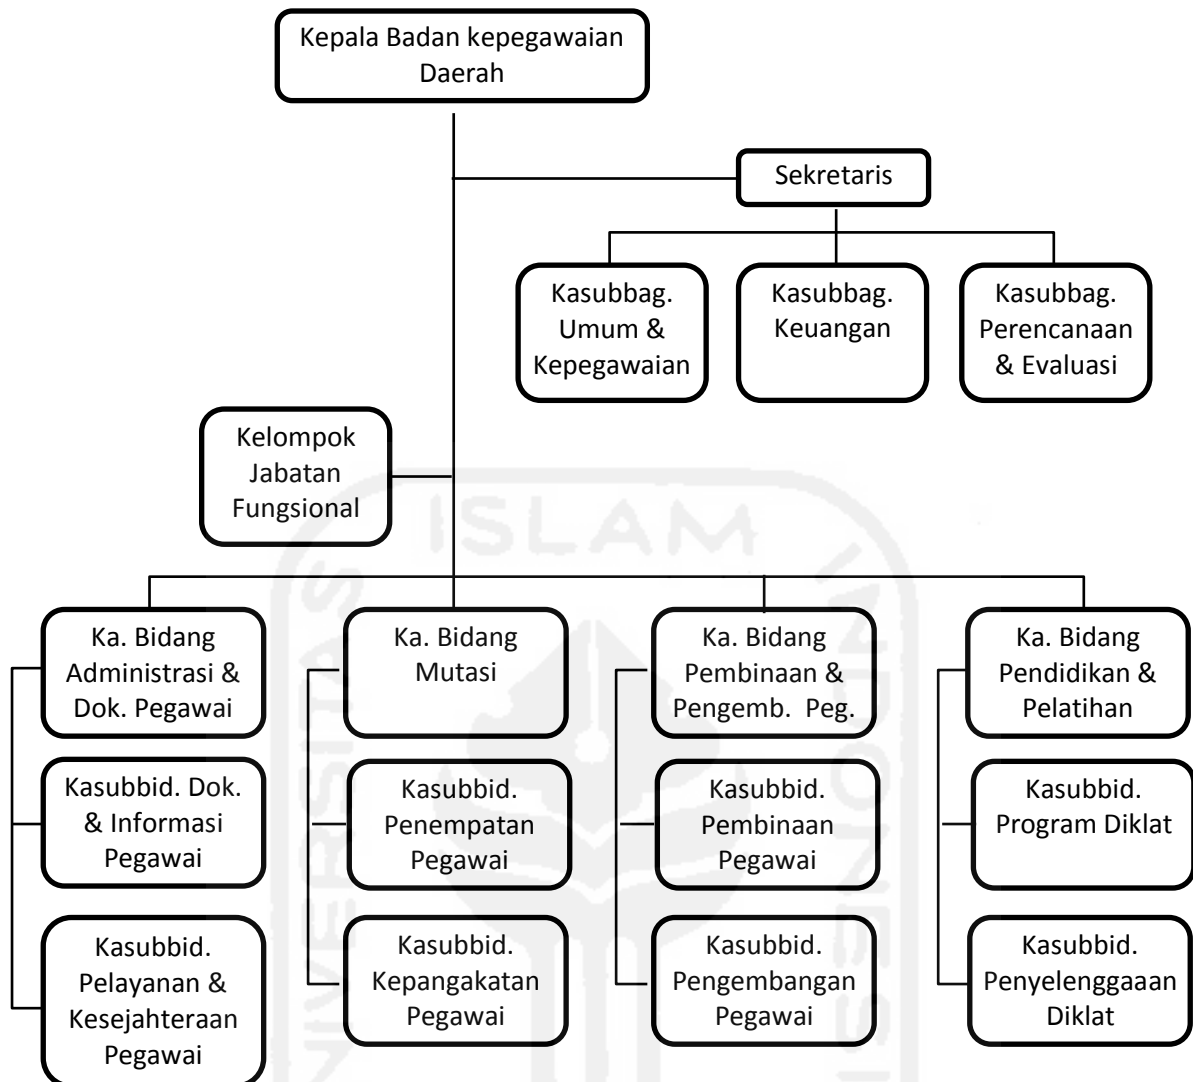 Kepala Badan kepegawaian
Daerah
Sekretaris
Kasubbag.
Umum &
Kepegawaian
Kasubbag.
Keuangan
Kasubbag.
Perencanaan
& Evaluasi
Kelompok
Jabatan
Fungsional
Ka. Bidang
Administrasi &
Dok. Pegawai
Ka. Bidang
Mutasi
Ka. Bidang
Pembinaan &
Pengemb. Peg.
Ka. Bidang
Pendidikan &
Pelatihan
Kasubbid. Dok.
& Informasi
Pegawai
Kasubbid.
Penempatan
Pegawai
Kasubbid.
Pembinaan
Pegawai
Kasubbid.
Program Diklat
Kasubbid.
Pelayanan &
Kesejahteraan
Pegawai
Kasubbid.
Kepangakatan
Pegawai
Kasubbid.
Pengembangan
Pegawai
Kasubbid.
Penyelenggaaan
Diklat
UNIVERSITAS
ISLAM
INDONESI